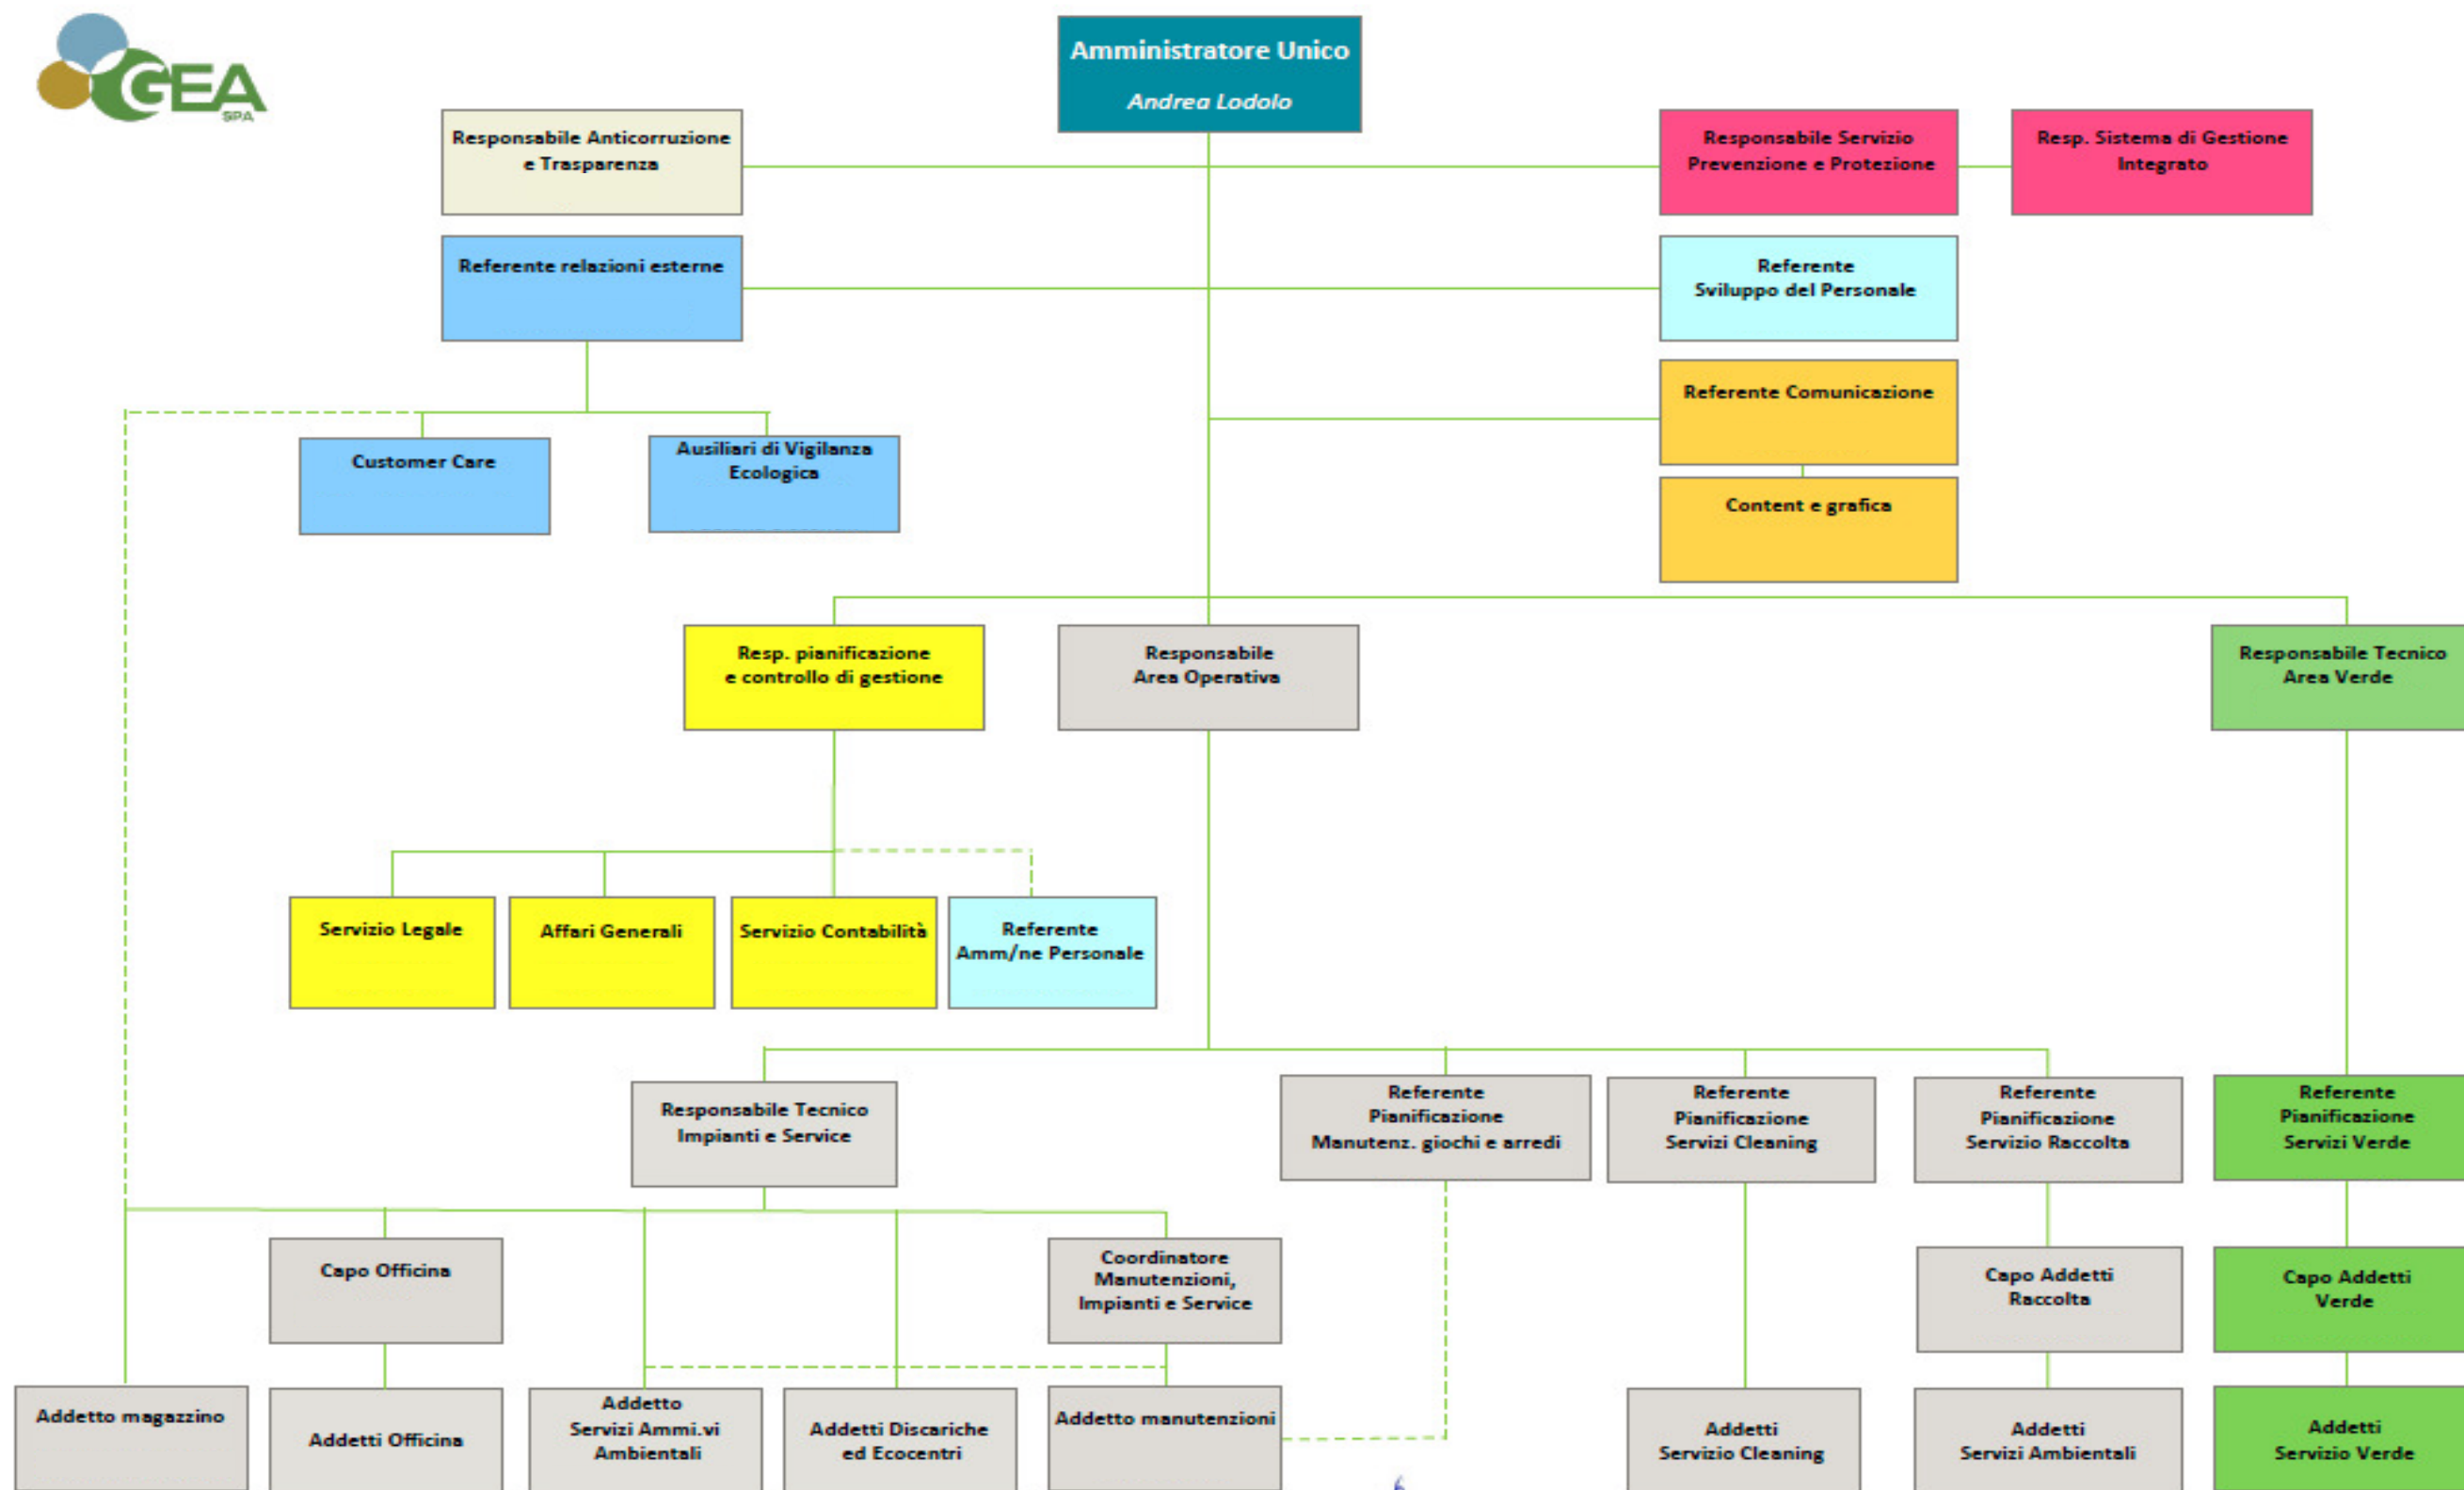 GEA
SPA
Amministratore Unico
Andrea Lodolo
Responsabile Anticorruzione
e Trasparenza
Responsabile Servizio
Prevenzione e Protezione
Resp. Sistema di Gestione
Integrato
Referente relazioni esterne
Referente
Sviluppo del Personale
Referente Comunicazione
Customer Care
Ausiliari di Vigilanza
Ecologica
Content e grafica
Resp. pianificazione
e controllo di gestione
Responsabile
Area Operativa
Responsabile Tecnico
Area Verde
Servizio Legale
Affari Generali
Servizio Contabilità
Referente
Amm/ne Personale
Responsabile Tecnico
Impianti e Service
Referente
Pianificazione
Manutenz. giochi e arredi
Referente
Pianificazione
Servizi Cleaning
Referente
Pianificazione
Servizio Raccolta
Referente
Pianificazione
Servizi Verde
Capo Officina
Coordinatore
Manutenzioni,
Impianti e Service
Capo Addetti
Raccolta
Capo Addetti
Verde
Addetto magazzino
Addetti Officina
Addetto
Servizi Ammi.vi
Ambientali
Addetti Discariche
ed Ecocentri
Addetto manutenzioni
Addetti
Servizio Cleaning
Addetti
Servizi Ambientali
Addetti
Servizio Verde